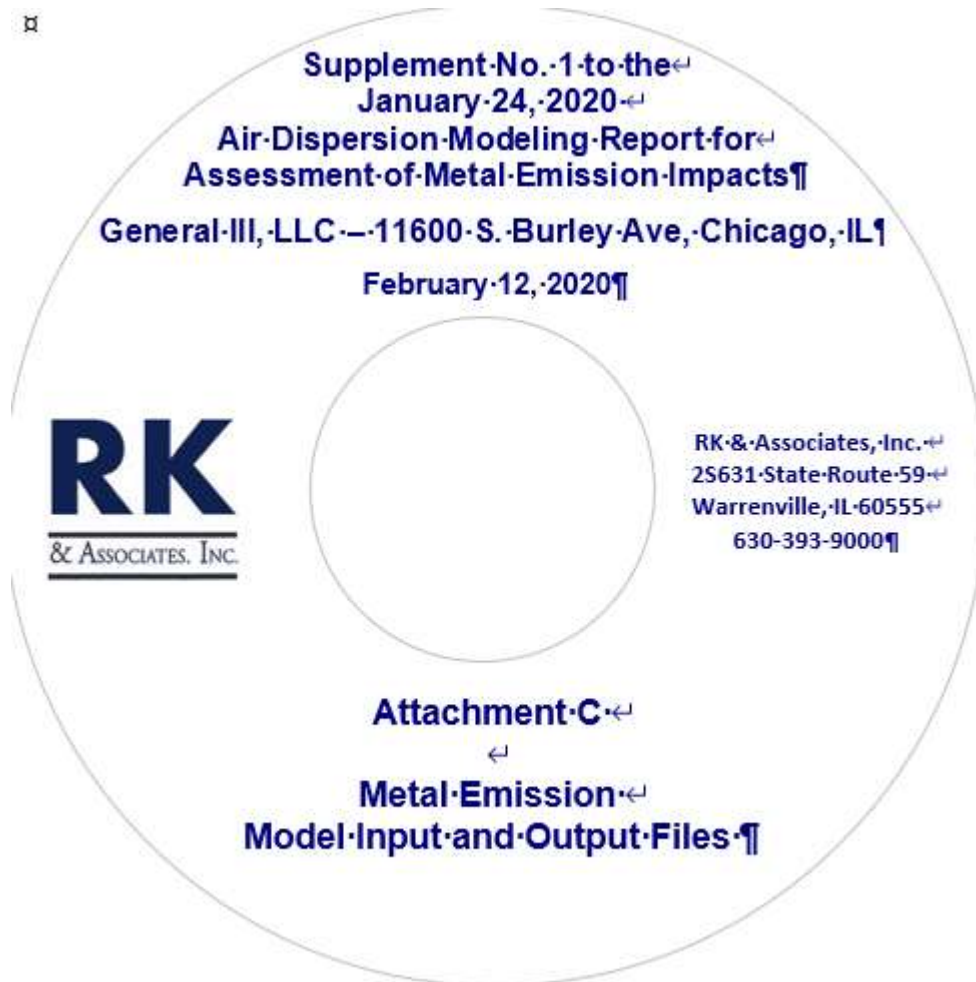 ¤
Supplement·No.·1·to·the↵
January·24,·2020·↵
Air·Dispersion·Modeling·Report·for↵
Assessment·of·Metal·Emission·Impacts¶
General·III,·LLC·–·11600·S.·Burley·Ave,·Chicago,·IL¶
February·12,·2020¶
RK
& ASSOCIATES, INC.
RK·&·Associates,·Inc.·↵
2S631·State·Route·59·↵
Warrenville,·IL·60555↵
630-393-9000¶
Attachment·C·↵
↵
Metal·Emission·↵
Model·Input·and·Output·Files·¶